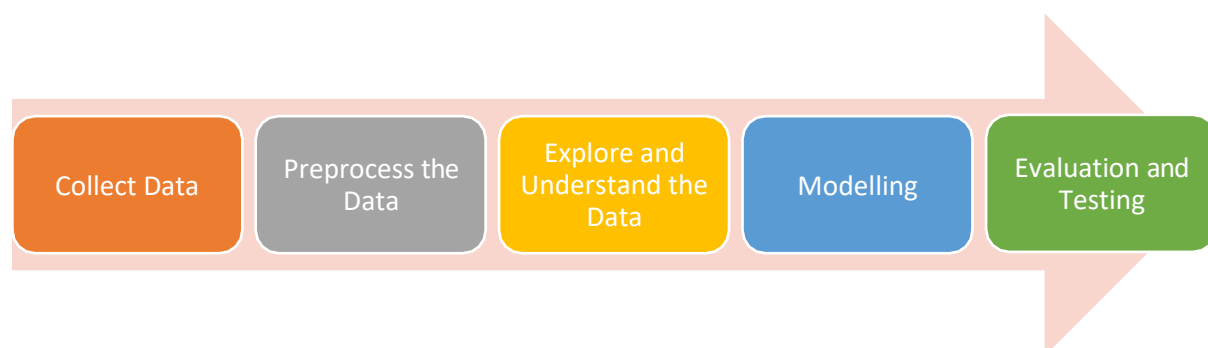 Collect Data
Preprocess the
Data
Explore and
Understand the
Data
Modelling
Evaluation and
Testing